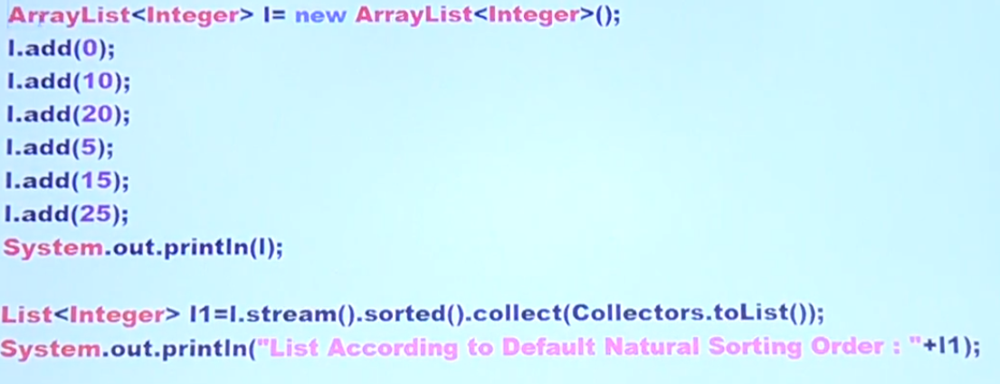 ArrayList<Integer> l= new ArrayList<Integer>();
l.add(0);
l.add(10);
l.add(20);
l.add(5);
l.add(15);
l.add(25);
System.out.println(l);
List<Integer> l1=l.stream().sorted().collect(Collectors.toList());
System.out.println("List According to Default Natural Sorting Order : "+l1);